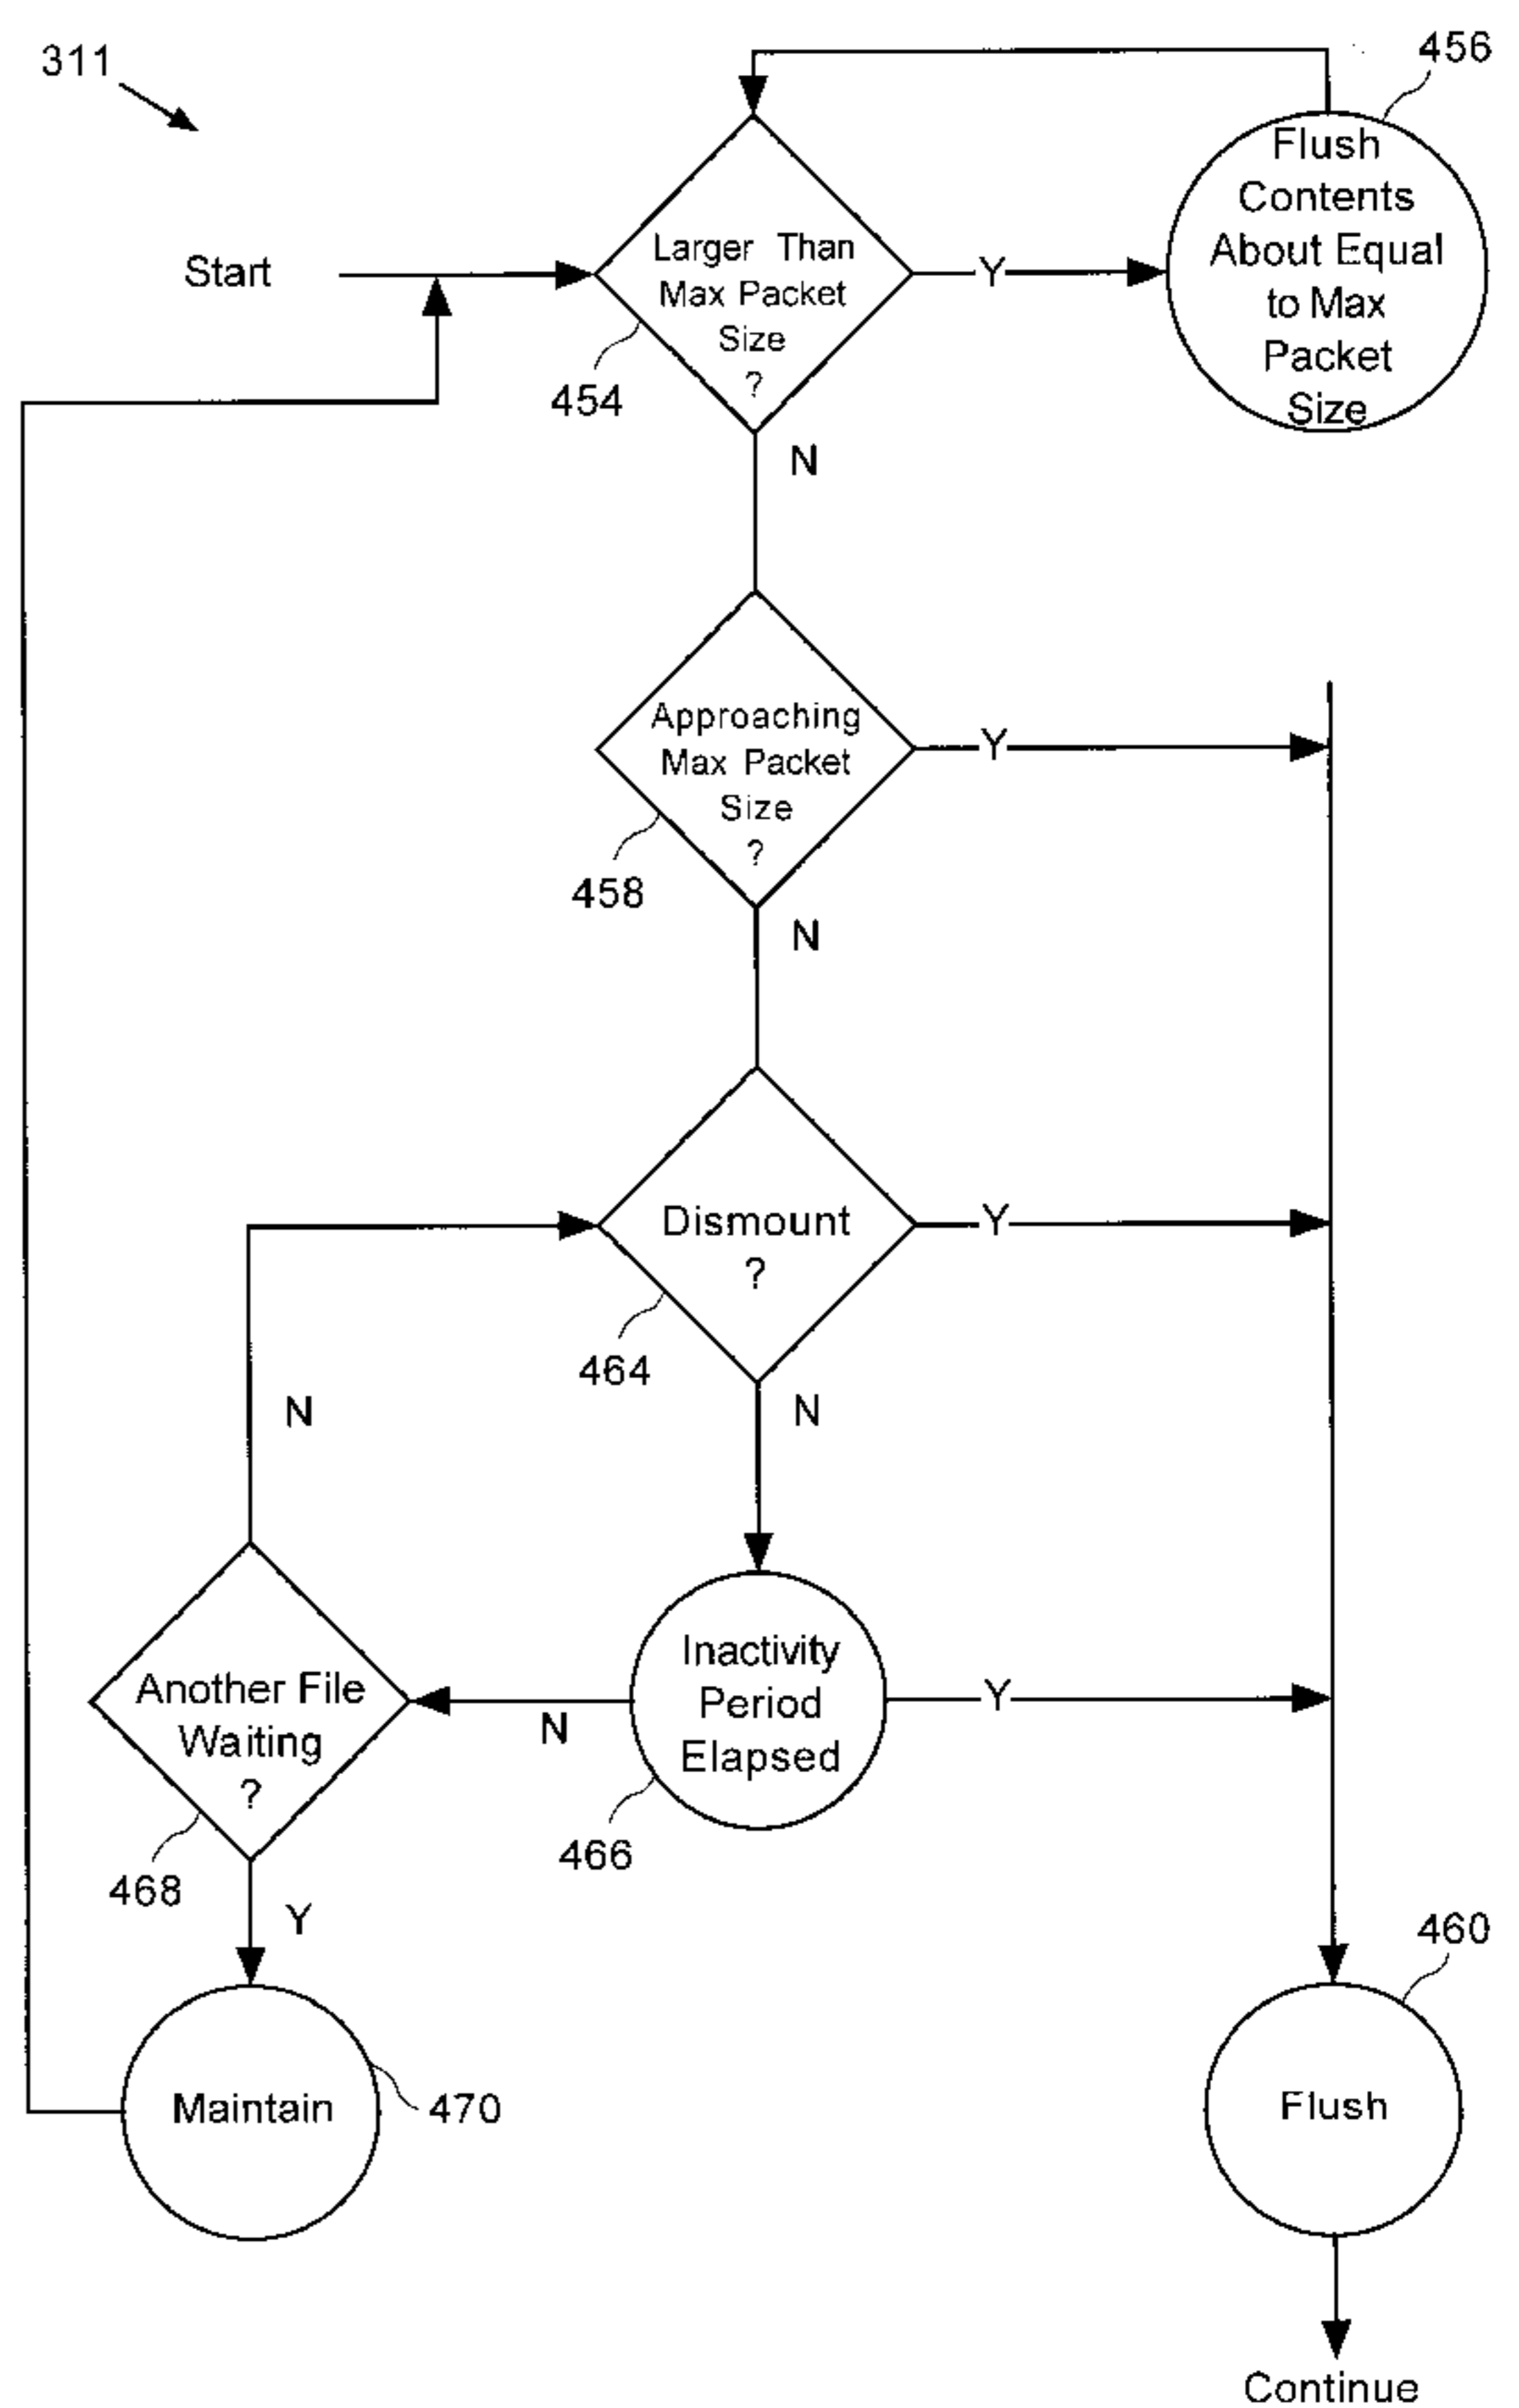 311
456
Flush
Contents
About Equal
to Max
Packet
Size
Start
Larger Than
Max Packet
Size
?
Y
454
N
Approaching
Max Packet
Size
?
Y
458
N
Dismount
?
Y
464
N
N
Inactivity
Period
Elapsed
Y
N
Another File
Waiting
?
466
468
Y
460
Maintain
470
Flush
Continue